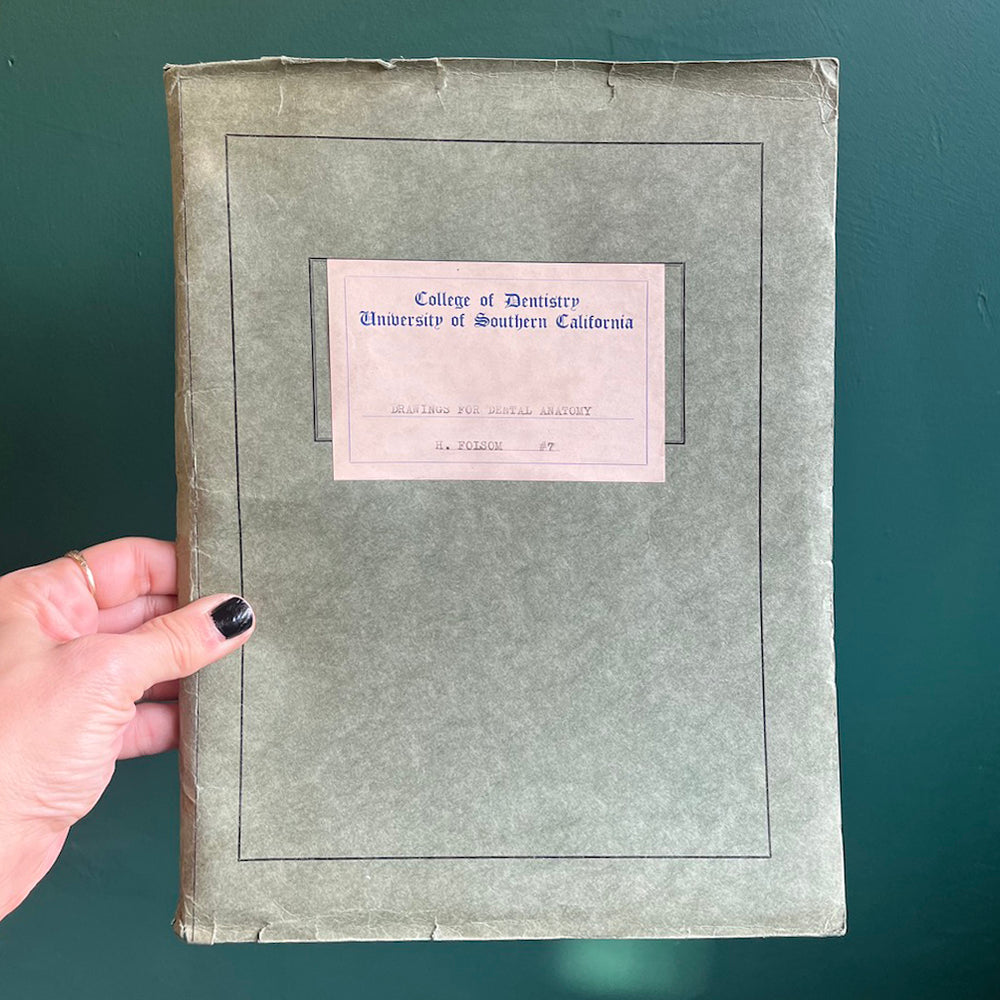 College of Dentistry
University of Southern California
DRAWINGS FOR DENTAL ANATOMY
H. FOLSOM #7